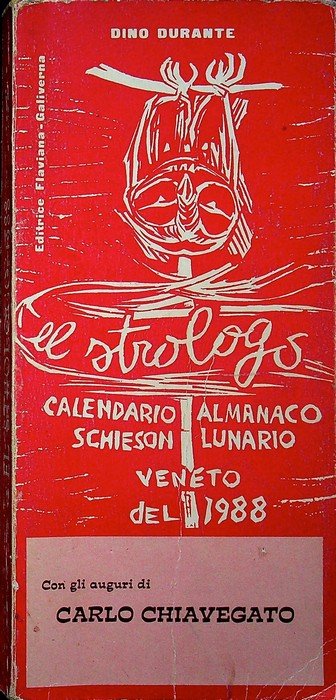 DINO DURANTE
Editrice Flaviana-Galiverna
el strologo
CALENDARIO ALMANACO
SCHIESON LUNARIO
VENETO
DEL 1988
Con gli auguri di
CARLO CHIAVEGATO